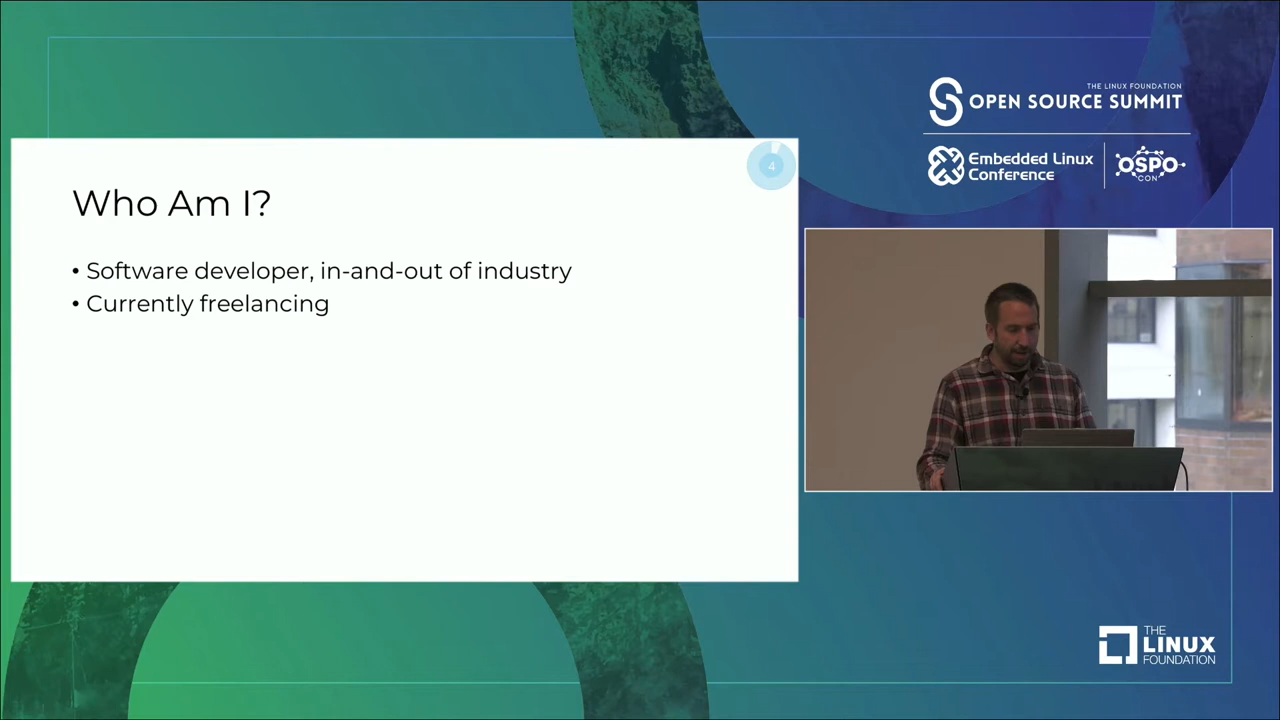 THE LINUX FOUNDATION
OPEN SOURCE SUMMIT
Embedded Linux
Conference
OSPO
CON
4
Who Am I?
• Software developer, in-and-out of industry
• Currently freelancing
THE
LINUX
FOUNDATION